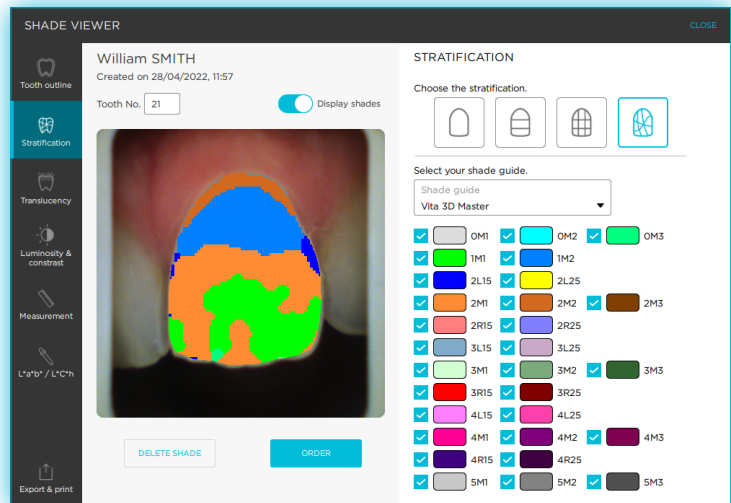 SHADE VIEWER
CLOSE
Tooth outline
Stratification
Translucency
Luminosity &
constrast
Measurement
L*a*b* / L*C*h
Export & print
William SMITH
Created on 28/04/2022, 11:57
Tooth No. 21
Display shades
DELETE SHADE
ORDER
STRATIFICATION
Choose the stratification.
Select your shade guide.
Shade guide
Vita 3D Master
0M1 0M2 0M3
1M1 1M2
2L15 2L25
2M1 2M2 2M3
2R15 2R25
3L15 3L25
3M1 3M2 3M3
3R15 3R25
4L15 4L25
4M1 4M2 4M3
4R15 4R25
5M1 5M2 5M3